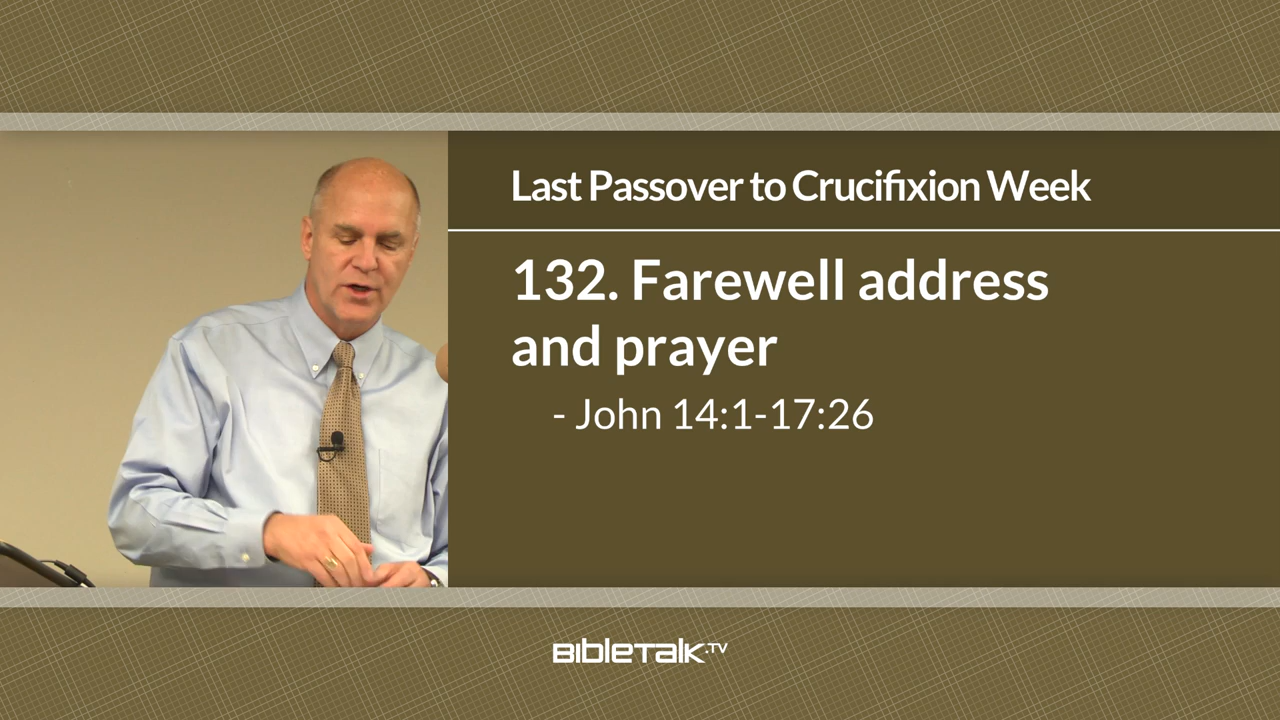 Last Passover to Crucifixion Week
132. Farewell address
and prayer
- John 14:1-17:26
BIBLETALK.TV